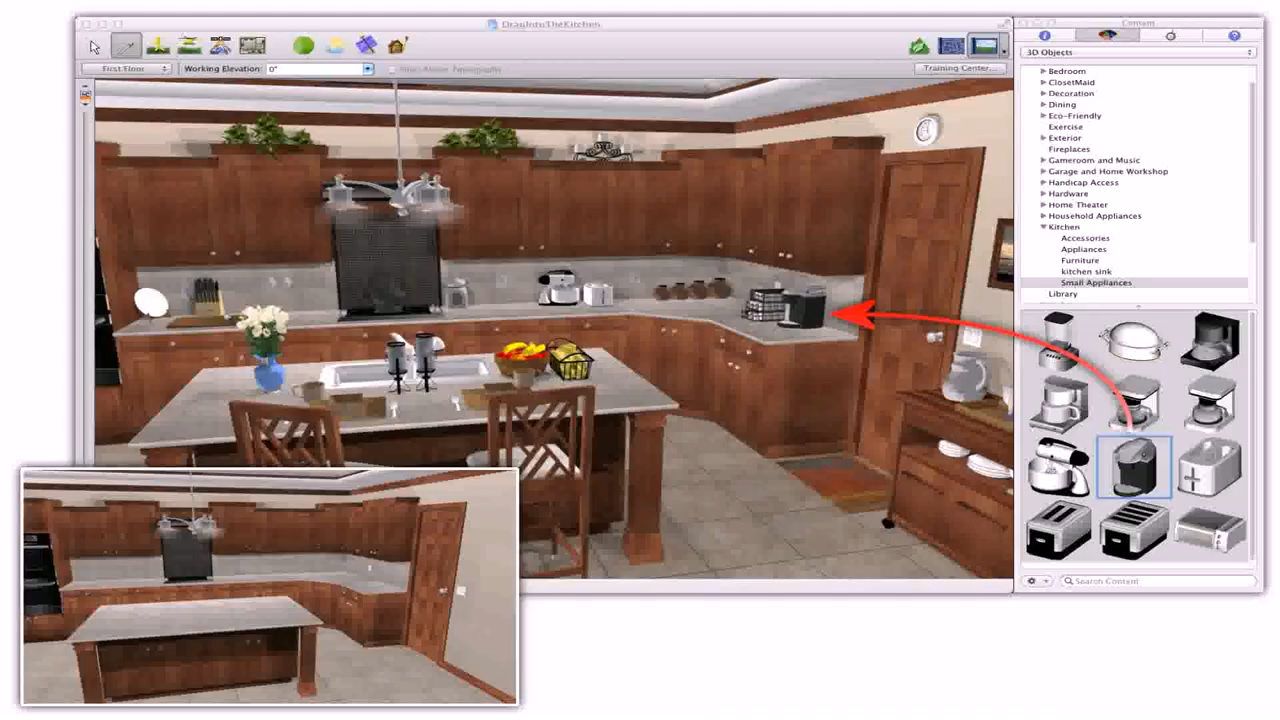 DragIntoTheKitchen
Content
3D Objects
First Floor
Working Elevation: 0"
Training Center...
Bedroom
ClosetMaid
Decoration
Dining
Eco-Friendly
Exercise
Exterior
Fireplaces
Gameroom and Music
Garage and Home Workshop
Handicap Access
Hardware
Home Theater
Household Appliances
Kitchen
Accessories
Appliances
Furniture
kitchen sink
Small Appliances
Library
Search Content